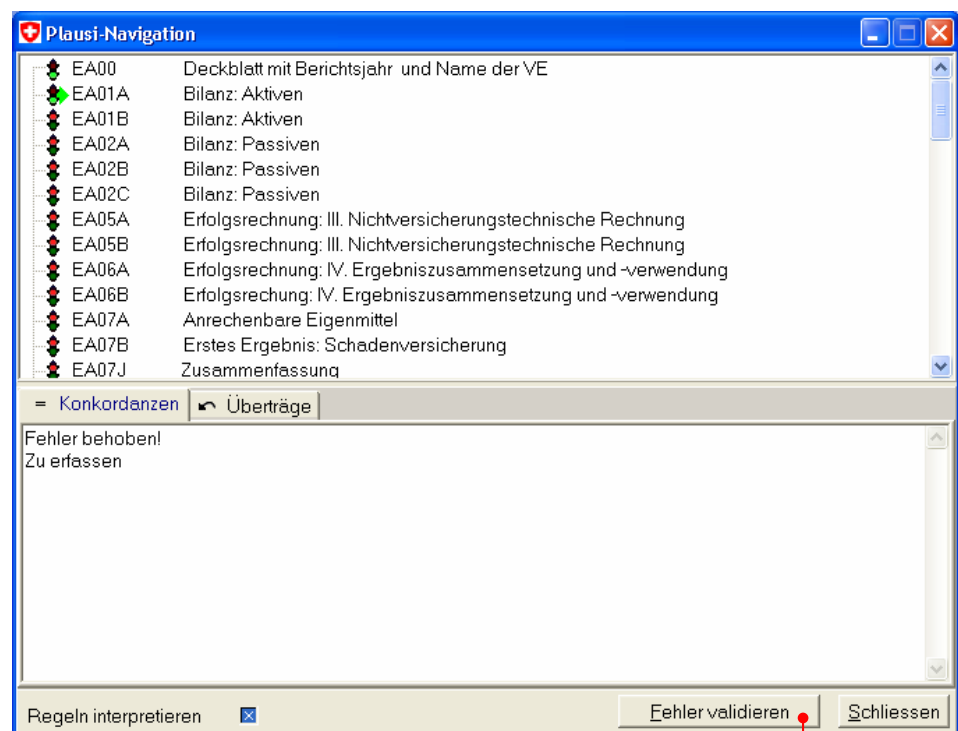 Plausi-Navigation
EA00 Deckblatt mit Berichtsjahr und Name der VE
EA01A Bilanz: Aktiven
EA01B Bilanz: Aktiven
EA02A Bilanz: Passiven
EA02B Bilanz: Passiven
EA02C Bilanz: Passiven
EA05A Erfolgsrechnung: III. Nichtversicherungstechnische Rechnung
EA05B Erfolgsrechnung: III. Nichtversicherungstechnische Rechnung
EA06A Erfolgsrechnung: IV. Ergebniszusammensetzung und -verwendung
EA06B Erfolgsrechung: IV. Ergebniszusammensetzung und -verwendung
EA07A Anrechenbare Eigenmittel
EA07B Erstes Ergebnis: Schadenversicherung
EA07J Zusammenfassung
= Konkordanzen Überträge
Fehler behoben!
Zu erfassen
Regeln interpretieren Fehler validieren Schliessen